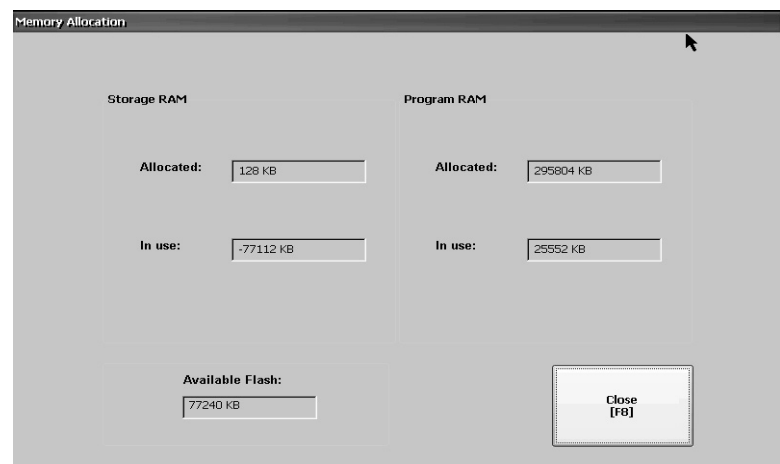 Memory Allocation
Storage RAM
Allocated: 128 KB
In use: -77112 KB
Program RAM
Allocated: 295804 KB
In use: 25552 KB
Available Flash:
77240 KB
Close
[F8]